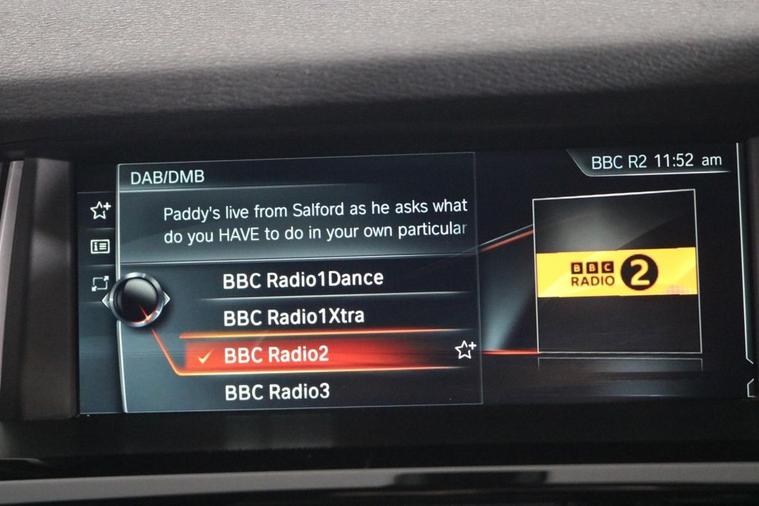 DAB/DMB
BBC R2 11:52 am
Paddy's live from Salford as he asks what
do you HAVE to do in your own particular
BBC Radio1Dance
BBC Radio1Xtra
BBC Radio2
BBC Radio3
BBC
RADIO 2